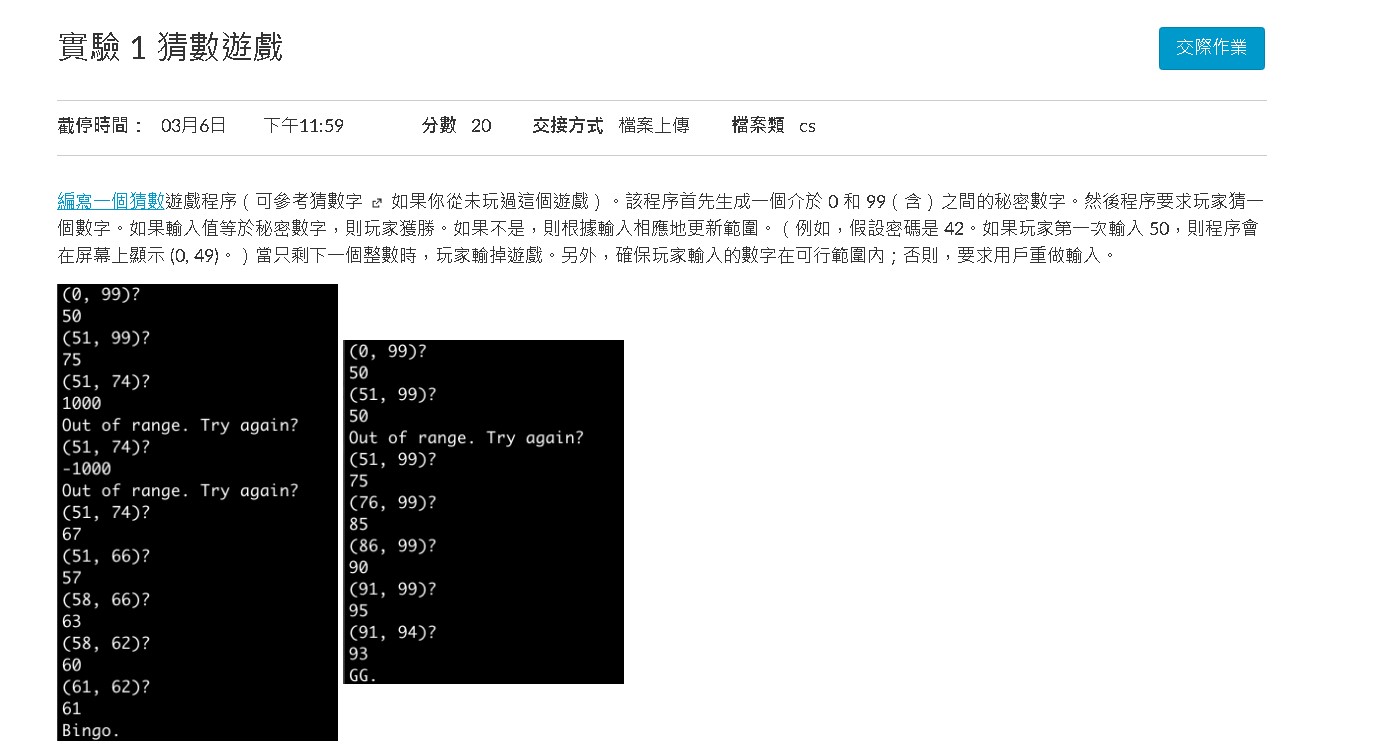 實驗 1 猜數遊戲
交際作業
截停時間： 03月6日 下午11:59 分數 20 交接方式 檔案上傳 檔案類 cs
編寫一個猜數遊戲程序（可參考猜數字 如果你從未玩過這個遊戲）。該程序首先生成一個介於 0 和 99（含）之間的秘密數字。然後程序要求玩家猜一
個數字。如果輸入值等於秘密數字，則玩家獲勝。如果不是，則根據輸入相應地更新範圍。（例如，假設密碼是 42。如果玩家第一次輸入 50，則程序會
在屏幕上顯示 (0, 49)。）當只剩下一個整數時，玩家輸掉遊戲。另外，確保玩家輸入的數字在可行範圍內；否則，要求用戶重做輸入。
(0, 99)?
50
(51, 99)?
75
(51, 74)?
1000
Out of range. Try again?
(51, 74)?
-1000
Out of range. Try again?
(51, 74)?
67
(51, 66)?
57
(58, 66)?
63
(58, 62)?
60
(61, 62)?
61
Bingo.
(0, 99)?
50
(51, 99)?
50
Out of range. Try again?
(51, 99)?
75
(76, 99)?
85
(86, 99)?
90
(91, 99)?
95
(91, 94)?
93
GG.